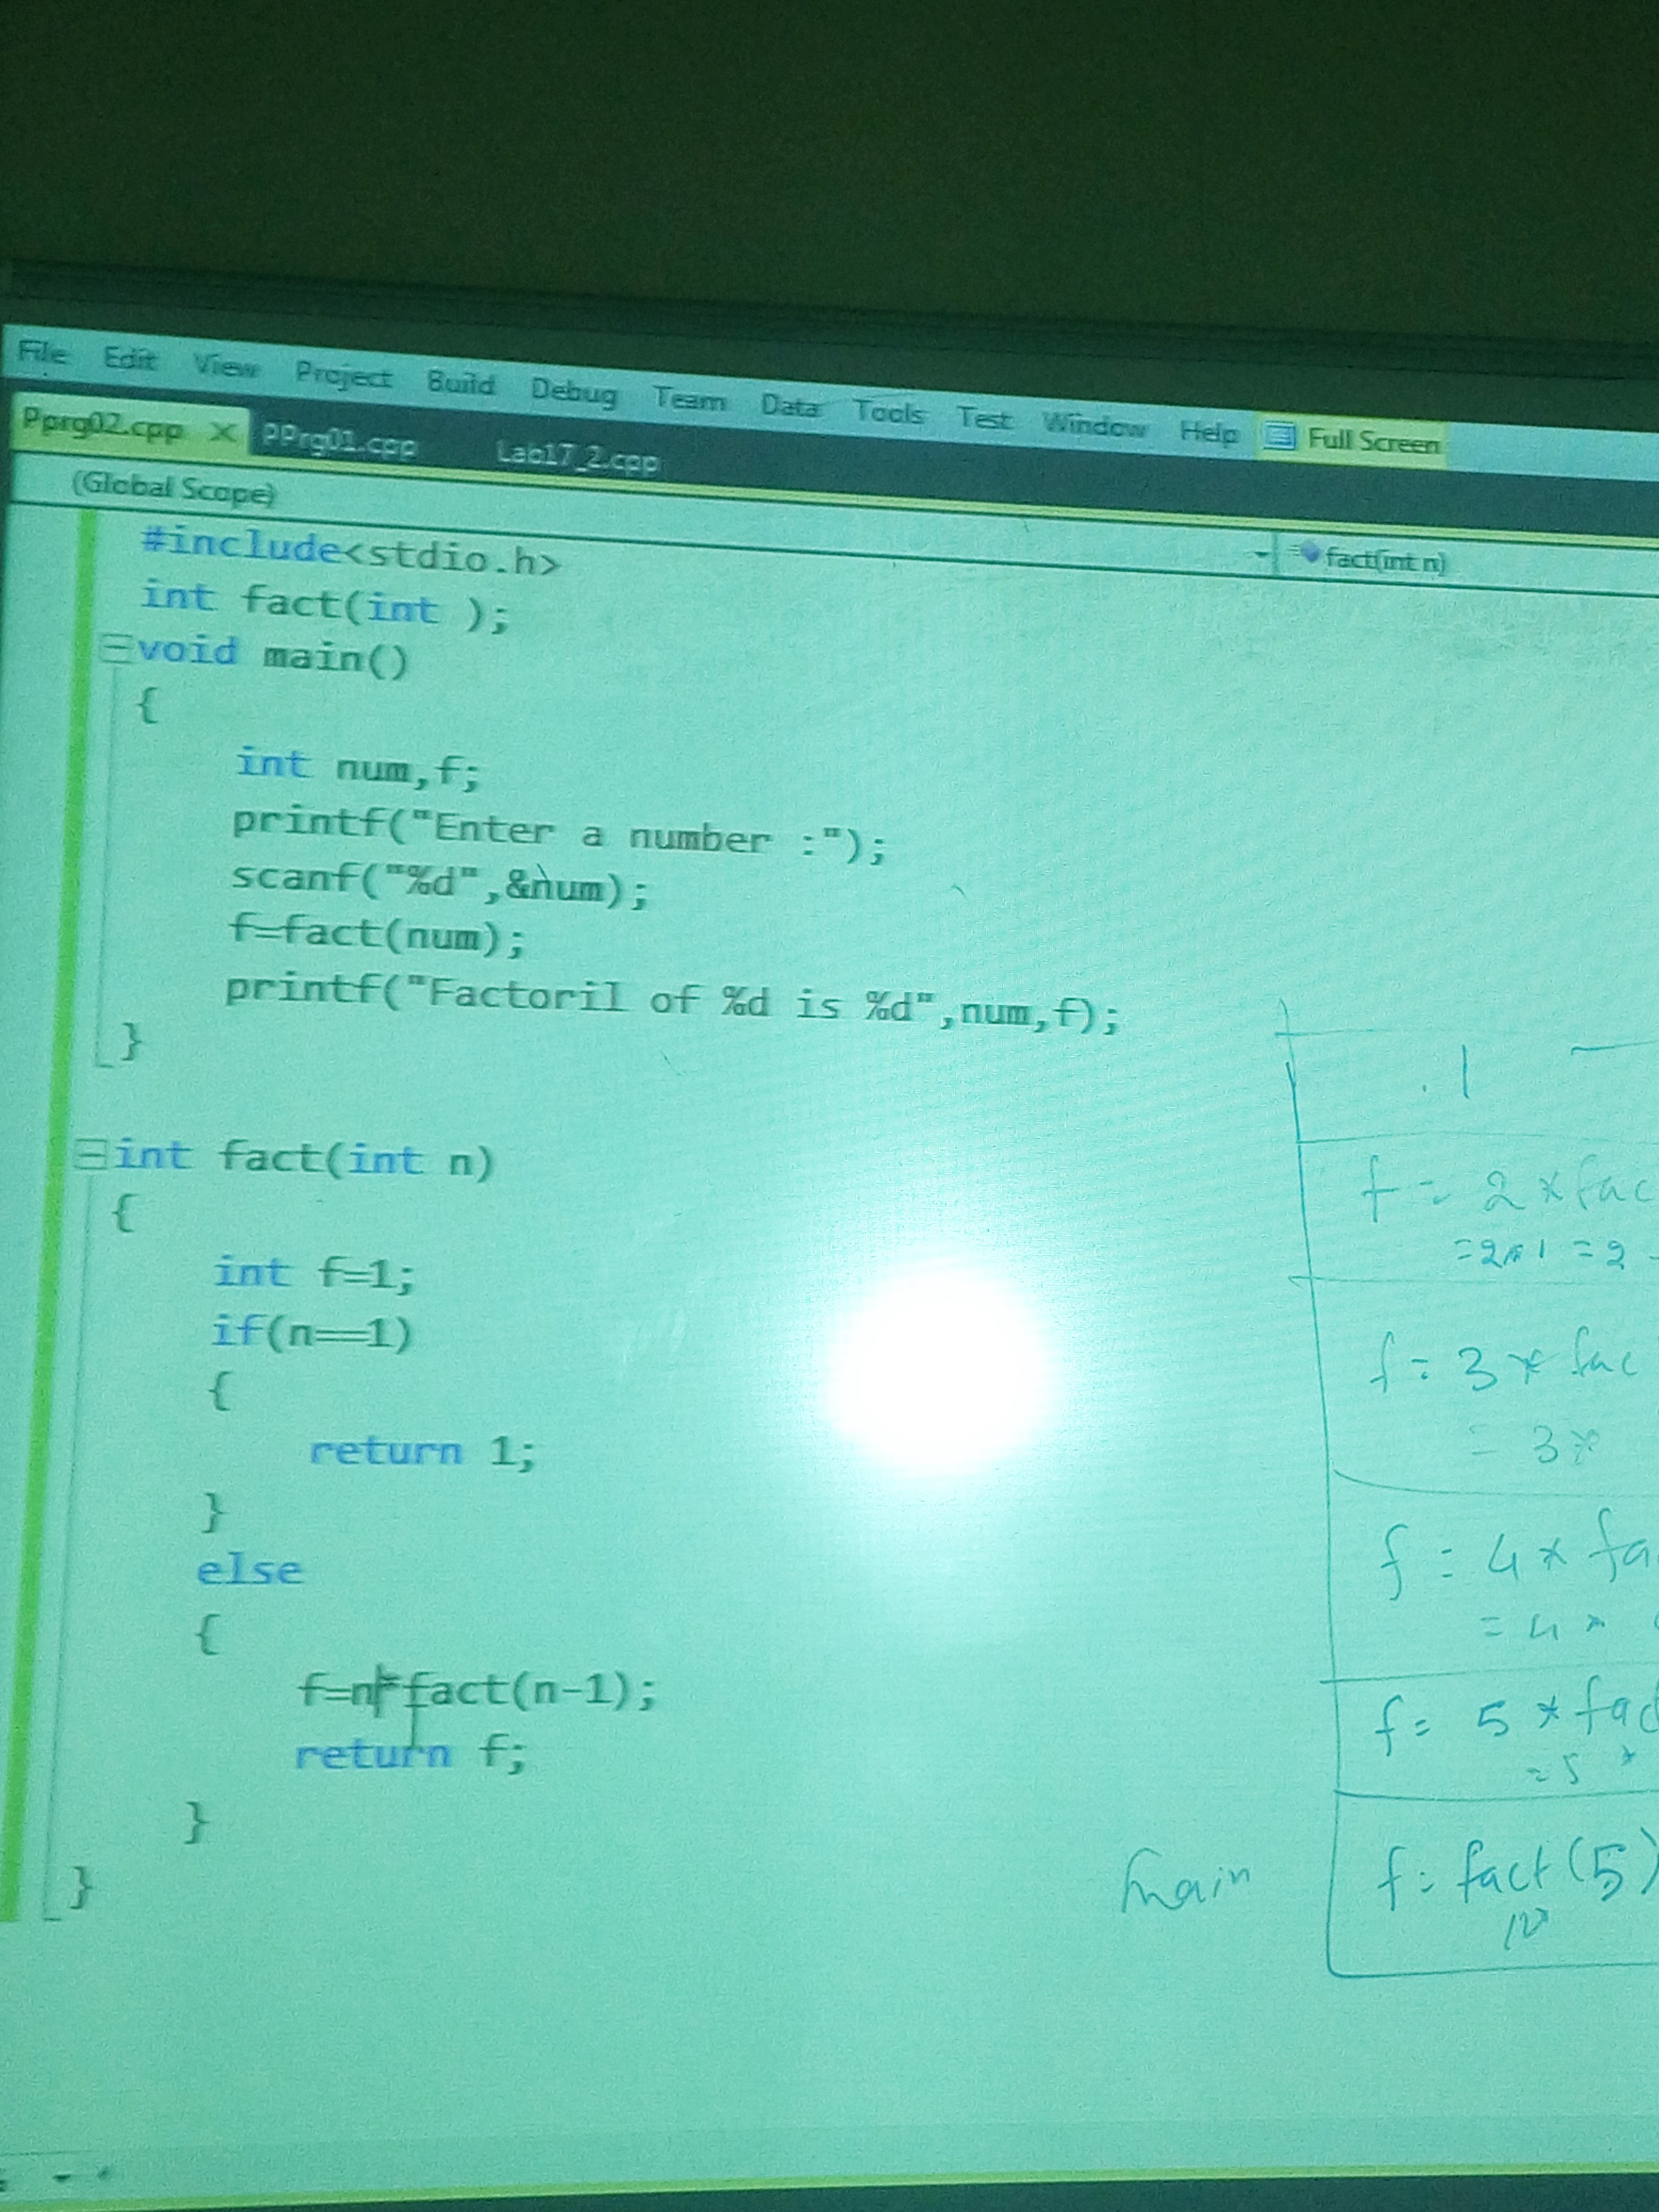 File Edit View Project Build Debug Team Data Tools Test Window Help Full Screen
Pprg02.cpp X PPrg01.cpp Lab17_2.cpp
(Global Scope) fact(int n)
#include<stdio.h>
int fact(int );
void main()
{
int num,f;
printf("Enter a number :");
scanf("%d",&num);
f=fact(num);
printf("Factoril of %d is %d",num,f);
}
int fact(int n)
{
int f=1;
if(n==1)
{
return 1;
}
else
{
f=n*fact(n-1);
return f;
}
}
1
f = 2 * fac
= 2*1 = 2
f = 3 * fac
= 3*
f = 4 * fa
= 4 *
f = 5 * fac
= 5 *
main
f = fact(5)